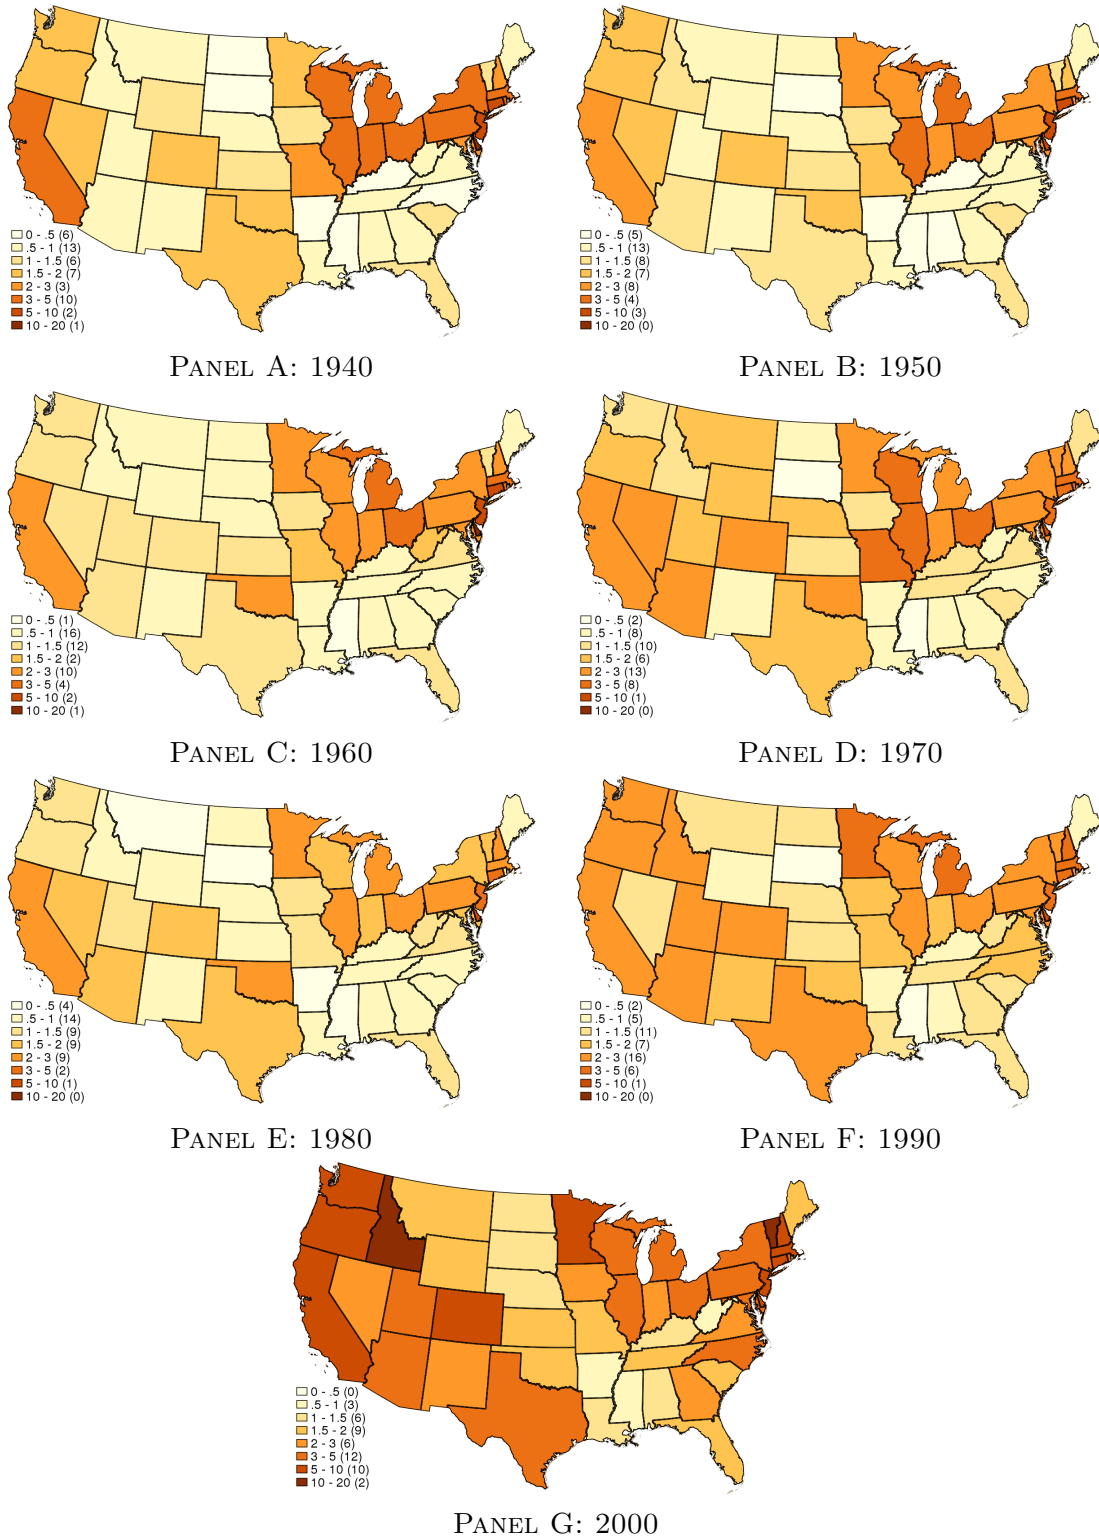 0 - .5 (6)
.5 - 1 (13)
1 - 1.5 (6)
1.5 - 2 (7)
2 - 3 (3)
3 - 5 (10)
5 - 10 (2)
10 - 20 (1)
PANEL A: 1940
0 - .5 (5)
.5 - 1 (13)
1 - 1.5 (8)
1.5 - 2 (7)
2 - 3 (8)
3 - 5 (4)
5 - 10 (3)
10 - 20 (0)
PANEL B: 1950
0 - .5 (1)
.5 - 1 (16)
1 - 1.5 (12)
1.5 - 2 (2)
2 - 3 (10)
3 - 5 (4)
5 - 10 (2)
10 - 20 (1)
PANEL C: 1960
0 - .5 (2)
.5 - 1 (8)
1 - 1.5 (10)
1.5 - 2 (6)
2 - 3 (13)
3 - 5 (8)
5 - 10 (1)
10 - 20 (0)
PANEL D: 1970
0 - .5 (4)
.5 - 1 (14)
1 - 1.5 (9)
1.5 - 2 (9)
2 - 3 (9)
3 - 5 (2)
5 - 10 (1)
10 - 20 (0)
PANEL E: 1980
0 - .5 (2)
.5 - 1 (5)
1 - 1.5 (11)
1.5 - 2 (7)
2 - 3 (16)
3 - 5 (6)
5 - 10 (1)
10 - 20 (0)
PANEL F: 1990
0 - .5 (0)
.5 - 1 (3)
1 - 1.5 (6)
1.5 - 2 (9)
2 - 3 (6)
3 - 5 (12)
5 - 10 (10)
10 - 20 (2)
PANEL G: 2000